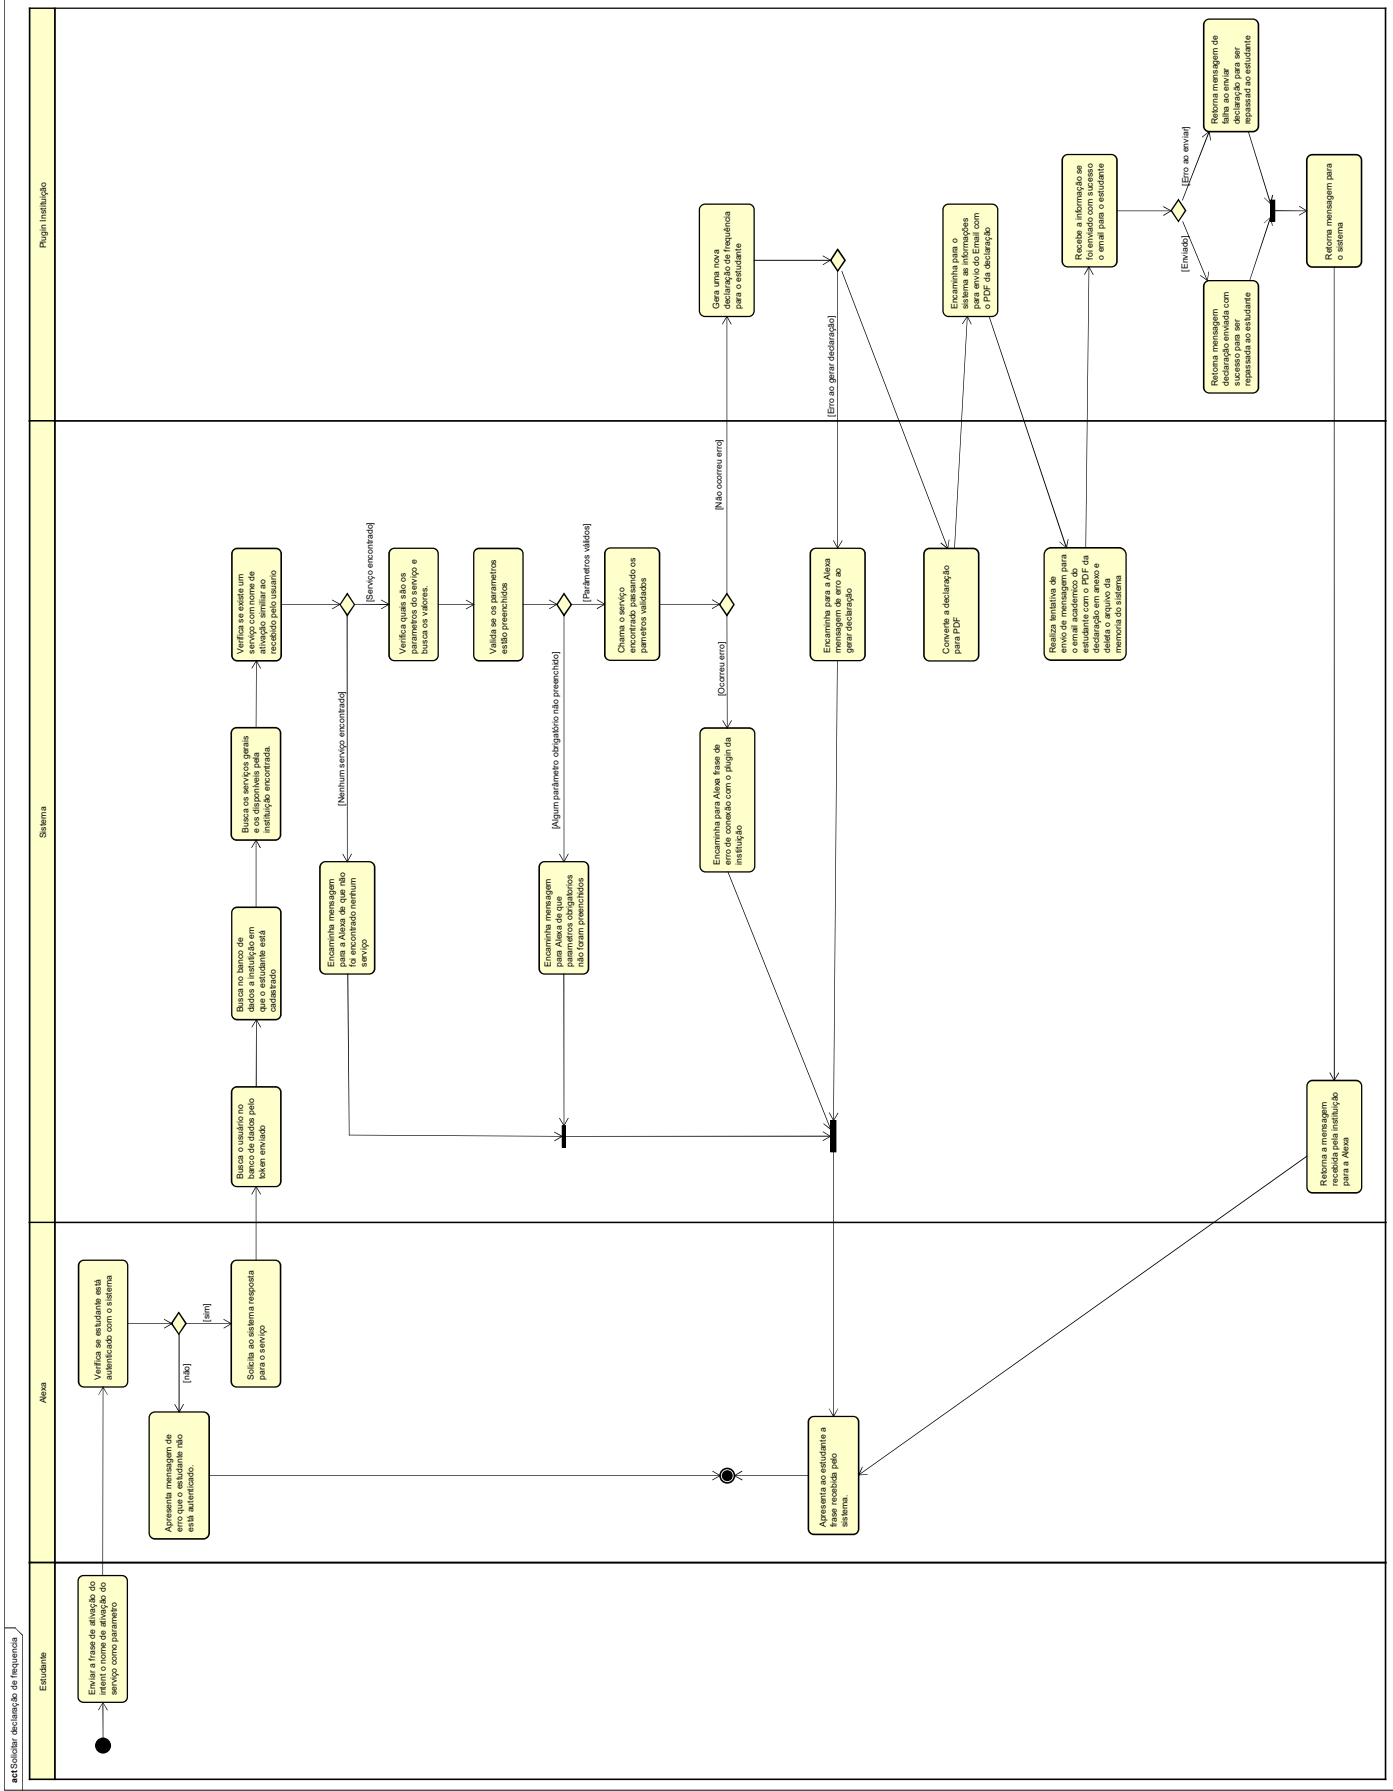 act Solicitar declaração de frequencia
Estudante
Alexa
Sistema
Plugin Instituição
Enviar a frase de ativação do
intent o nome de ativação do
serviço como parametro
Verifica se estudante está
autenticado com o sistema
[não]
[sim]
Apresenta mensagem de
erro que o estudante não
está autenticado.
Solicita ao sistema resposta
para o serviço
Busca o usuário no
banco de dados pelo
token enviado
Busca no banco de
dados a instutição em
que o estudante está
cadastrado
Busca os serviços gerais
e os disponíveis pela
instituição encontrada.
Verifica se existe um
serviço com nome de
ativação similiar ao
recebido pelo usuario
[Nenhum serviço encontrado]
[Serviço encontrado]
Encaminha mensagem
para a Alexa de que não
foi encontrado nenhum
serviço
Verifica quais são os
parametros do serviço e
busca os valores.
Valida se os parametros
estão preenchidos
[Algum parâmetro obrigatório não preenchido]
[Parâmetros válidos]
Encaminha mensagem
para Alexa de que
parametros obrigatorios
não foram preenchidos
Chama o serviço
encontrado passando os
pametros validados
[Ocorreu erro]
[Não ocorreu erro]
Encaminha para Alexa frase de
erro de conexão com o plugin da
instituição
Gera uma nova
declaração de frequência
para o estudante
[Erro ao gerar declaração]
Encaminha para a Alexa
mensagem de erro ao
gerar declaração
Apresenta ao estudante a
frase recebida pelo
sistema.
Converte a declaração
para PDF
Encaminha para o
sistema as informações
para envio do Email com
o PDF da declaração
Realiza tentativa de
envio de mensagem para
o email academico do
estudante com o PDF da
declaração em anexo e
deleta o arquivo da
memoria do sistema
Recebe a informação se
foi enviado com sucesso
o email para o estudante
[Enviado]
[Erro ao enviar]
Retorna mensagem
declaração enviada com
sucesso para ser
repassada ao estudante
Retorna mensagem de
falha ao enviar
declaração para ser
repassad ao estudante
Retorna mensagem para
o sistema
Retorna a mensagem
recebida pela instituição
para a Alexa